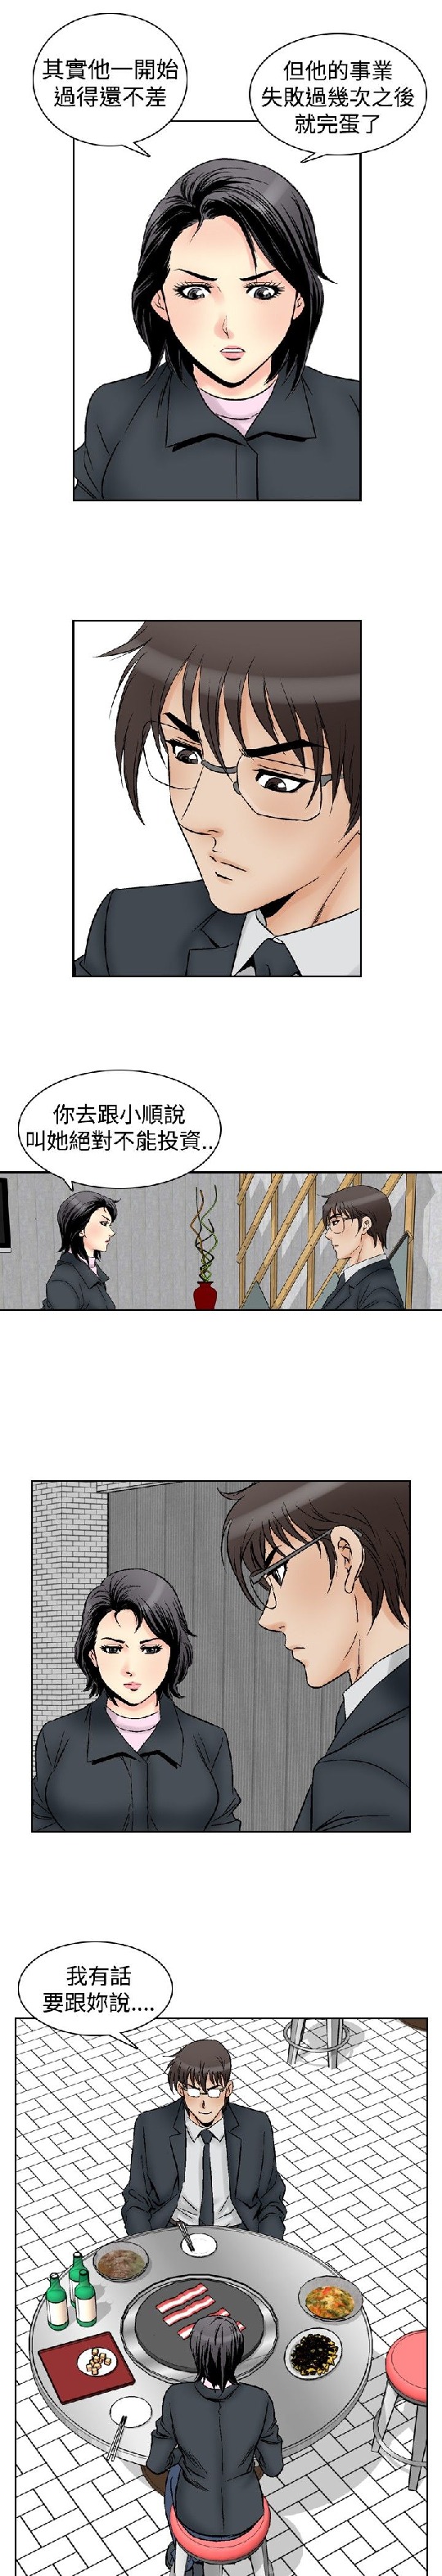 其實他一開始
過得還不差
但他的事業
失敗過幾次之後
就完蛋了
你去跟小順說
叫她絕對不能投資..
我有話
要跟妳說....